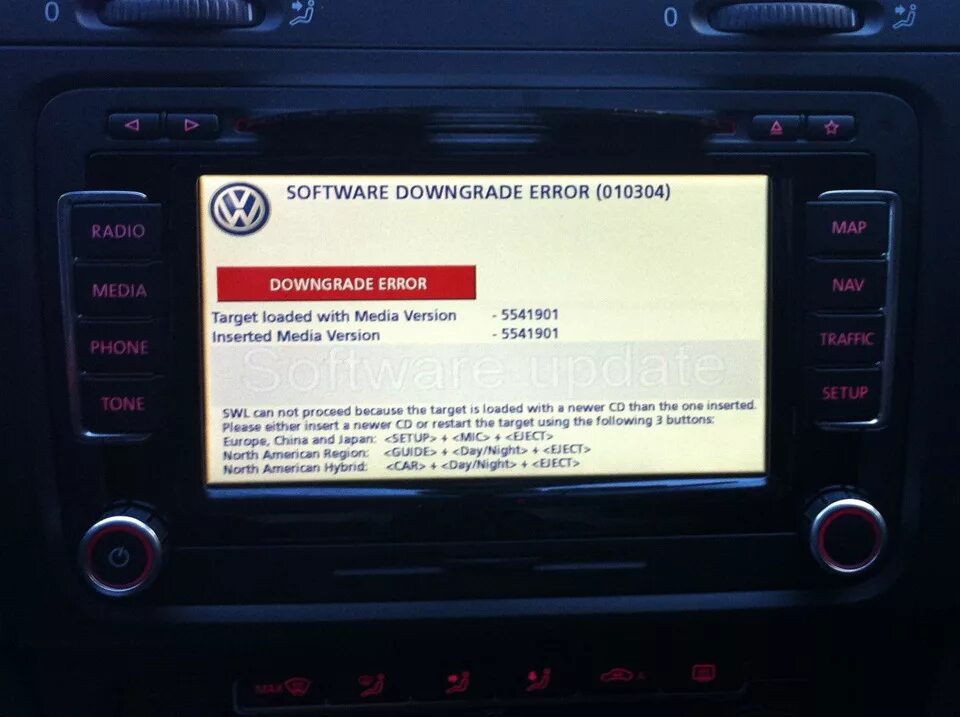 0
0
SOFTWARE DOWNGRADE ERROR (010304)
DOWNGRADE ERROR
Target loaded with Media Version - 5541901
Inserted Media Version - 5541901
Software update
SWL can not proceed because the target is loaded with a newer CD than the one inserted.
Please either insert a newer CD or restart the target using the following 3 buttons:
Europe, China and Japan: <SETUP> + <MIC> + <EJECT>
North American Region: <GUIDE> + <Day/Night> + <EJECT>
North American Hybrid: <CAR> + <Day/Night> + <EJECT>
RADIO
MEDIA
PHONE
TONE
MAP
NAV
TRAFFIC
SETUP
MAX